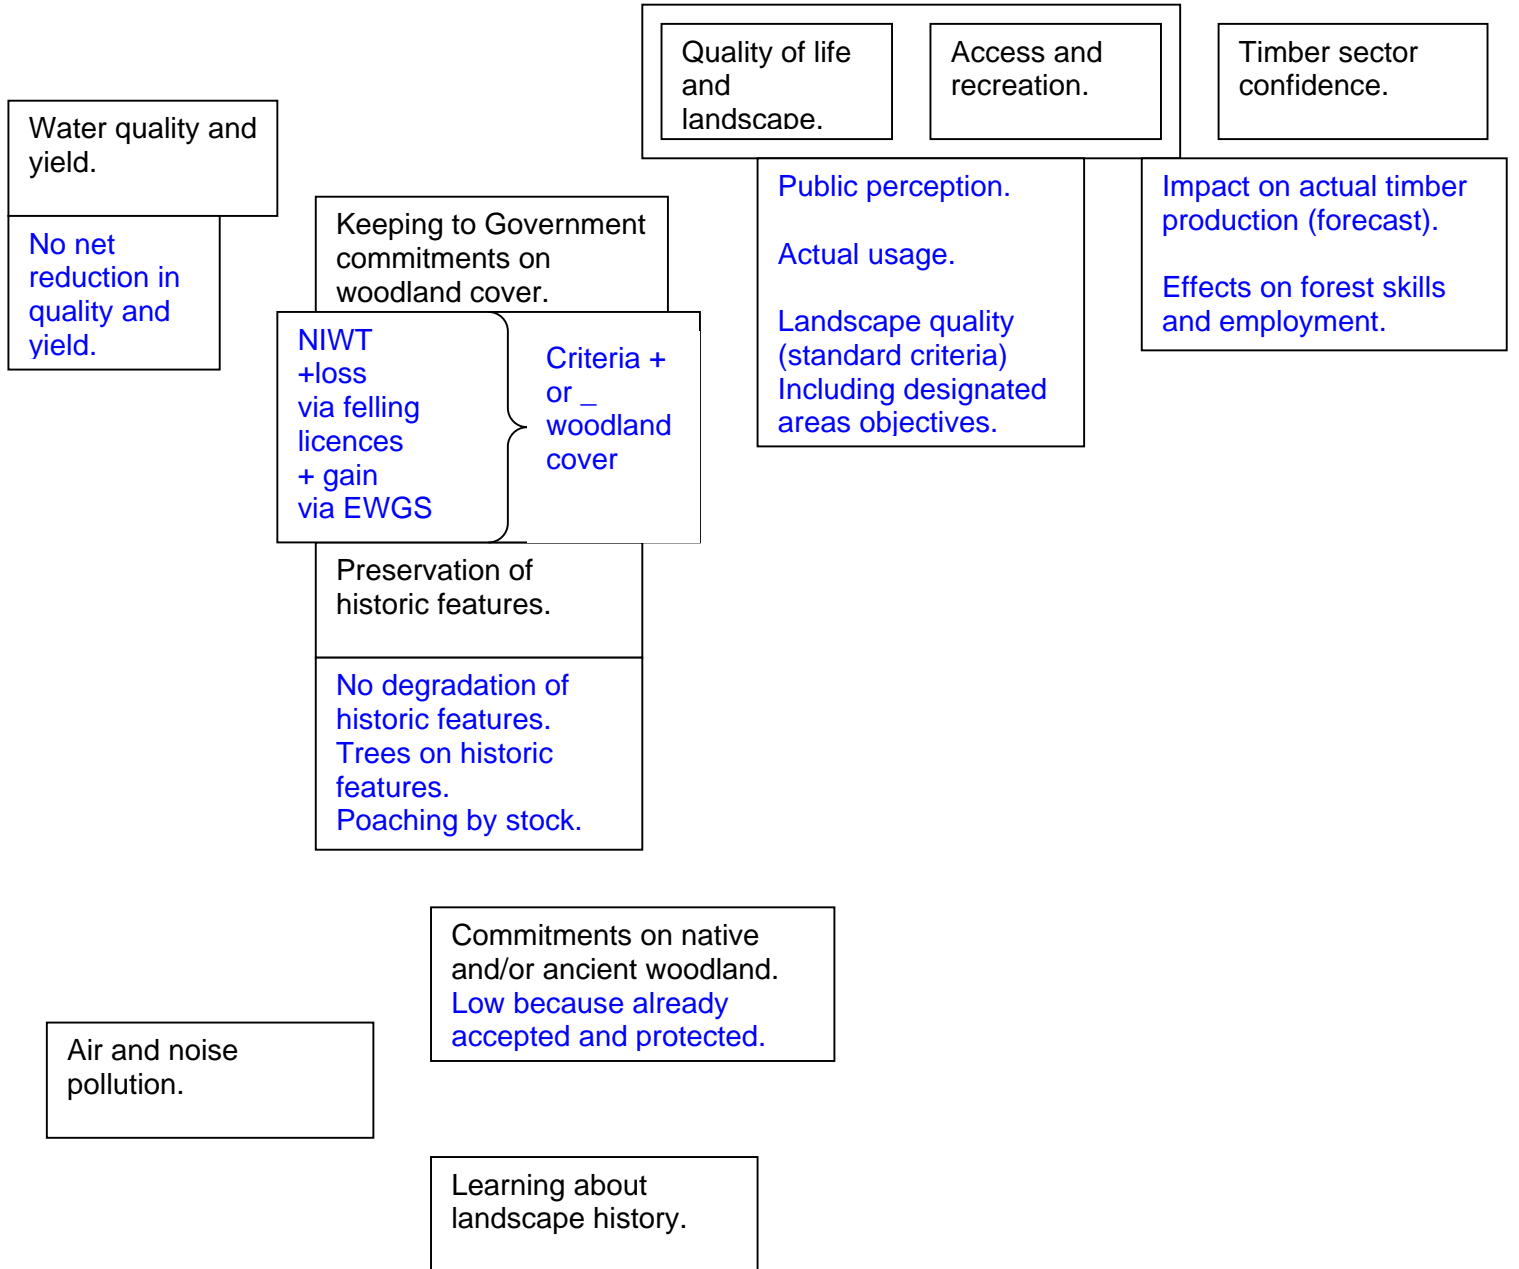 Quality of life
and
landscape.
Access and
recreation.
Timber sector
confidence.
Water quality and
yield.
No net
reduction in
quality and
yield.
Keeping to Government
commitments on
woodland cover.
NIWT
+loss
via felling
licences
+ gain
via EWGS
Criteria +
or _
woodland
cover
Public perception.
Actual usage.
Landscape quality
(standard criteria)
Including designated
areas objectives.
Impact on actual timber
production (forecast).
Effects on forest skills
and employment.
Preservation of
historic features.
No degradation of
historic features.
Trees on historic
features.
Poaching by stock.
Commitments on native
and/or ancient woodland.
Low because already
accepted and protected.
Air and noise
pollution.
Learning about
landscape history.